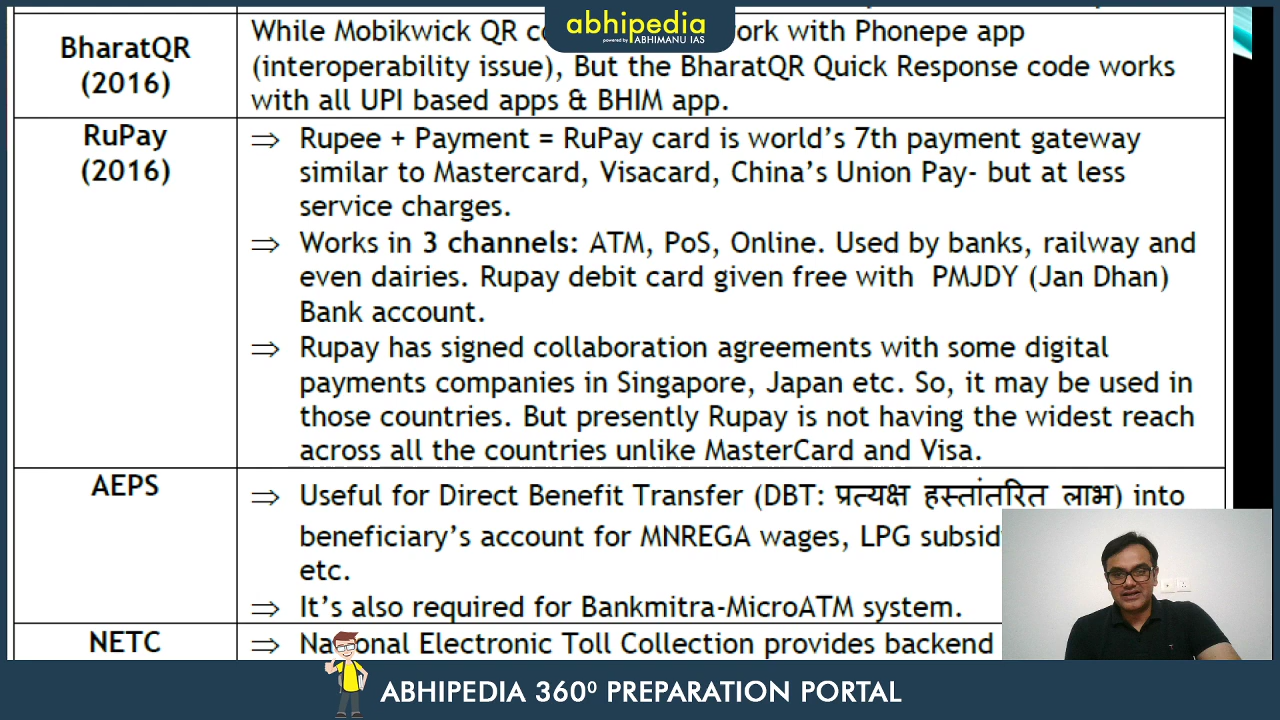 abhipedia
powered by ABHIMANU IAS
BharatQR
(2016)
While Mobikwick QR co ork with Phonepe app
(interoperability issue), But the BharatQR Quick Response code works
with all UPI based apps & BHIM app.
RuPay
(2016)
⇒ Rupee + Payment = RuPay card is world's 7th payment gateway
similar to Mastercard, Visacard, China's Union Pay- but at less
service charges.
⇒ Works in 3 channels: ATM, PoS, Online. Used by banks, railway and
even dairies. Rupay debit card given free with PMJDY (Jan Dhan)
Bank account.
⇒ Rupay has signed collaboration agreements with some digital
payments companies in Singapore, Japan etc. So, it may be used in
those countries. But presently Rupay is not having the widest reach
across all the countries unlike MasterCard and Visa.
AEPS
⇒ Useful for Direct Benefit Transfer (DBT: प्रत्यक्ष हस्तांतरित लाभ) into
beneficiary's account for MNREGA wages, LPG subsid
etc.
⇒ It's also required for Bankmitra-MicroATM system.
NETC
⇒ National Electronic Toll Collection provides backend
ABHIPEDIA 360⁰ PREPARATION PORTAL